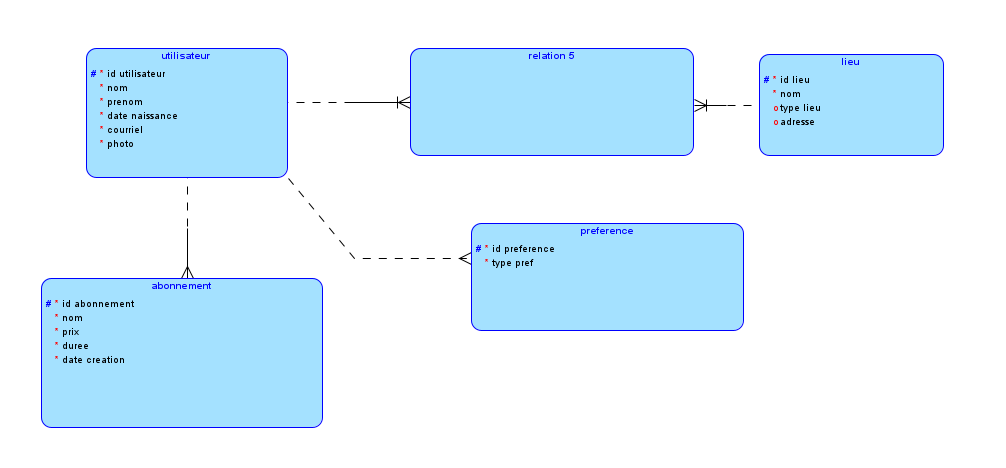 utilisateur
# * id utilisateur
* nom
* prenom
* date naissance
* courriel
* photo
relation 5
lieu
# * id lieu
* nom
o type lieu
o adresse
preference
# * id preference
* type pref
abonnement
# * id abonnement
* nom
* prix
* duree
* date creation